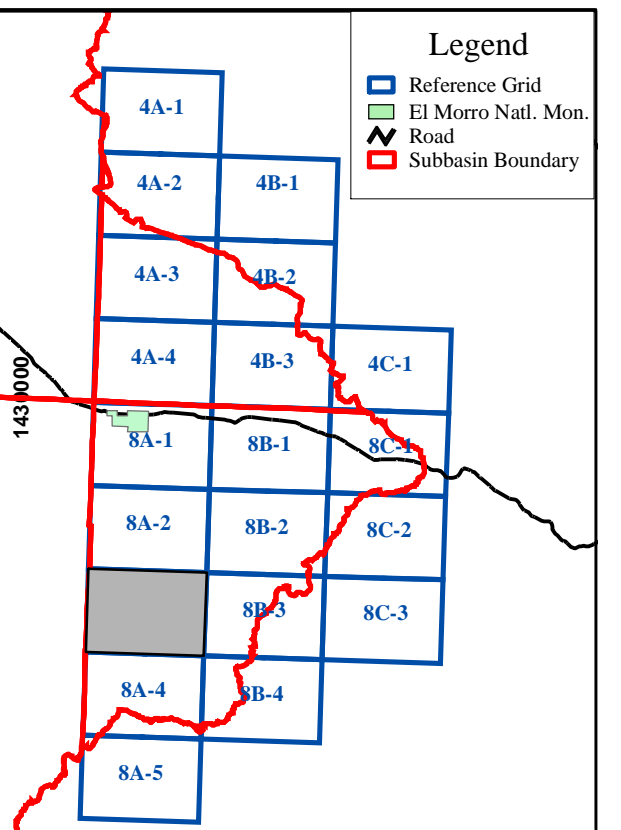 Legend
Reference Grid
El Morro Natl. Mon.
Road
Subbasin Boundary
4A-1
4A-2
4B-1
4A-3
4B-2
4A-4
4B-3
4C-1
1430000
8A-1
8B-1
8C-1
8A-2
8B-2
8C-2
8B-3
8C-3
8A-4
8B-4
8A-5